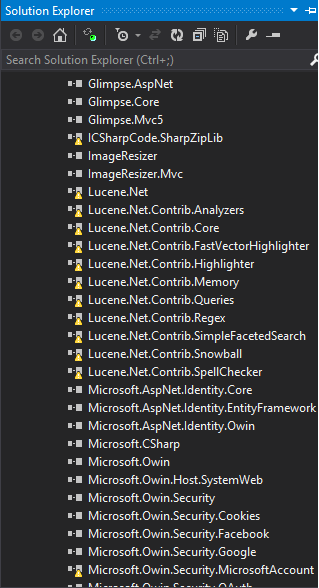 Solution Explorer
Search Solution Explorer (Ctrl+;)
Glimpse.AspNet
Glimpse.Core
Glimpse.Mvc5
ICSharpCode.SharpZipLib
ImageResizer
ImageResizer.Mvc
Lucene.Net
Lucene.Net.Contrib.Analyzers
Lucene.Net.Contrib.Core
Lucene.Net.Contrib.FastVectorHighlighter
Lucene.Net.Contrib.Highlighter
Lucene.Net.Contrib.Memory
Lucene.Net.Contrib.Queries
Lucene.Net.Contrib.Regex
Lucene.Net.Contrib.SimpleFacetedSearch
Lucene.Net.Contrib.Snowball
Lucene.Net.Contrib.SpellChecker
Microsoft.AspNet.Identity.Core
Microsoft.AspNet.Identity.EntityFramework
Microsoft.AspNet.Identity.Owin
Microsoft.CSharp
Microsoft.Owin
Microsoft.Owin.Host.SystemWeb
Microsoft.Owin.Security
Microsoft.Owin.Security.Cookies
Microsoft.Owin.Security.Facebook
Microsoft.Owin.Security.Google
Microsoft.Owin.Security.MicrosoftAccount
Microsoft.Owin.Security.OAuth